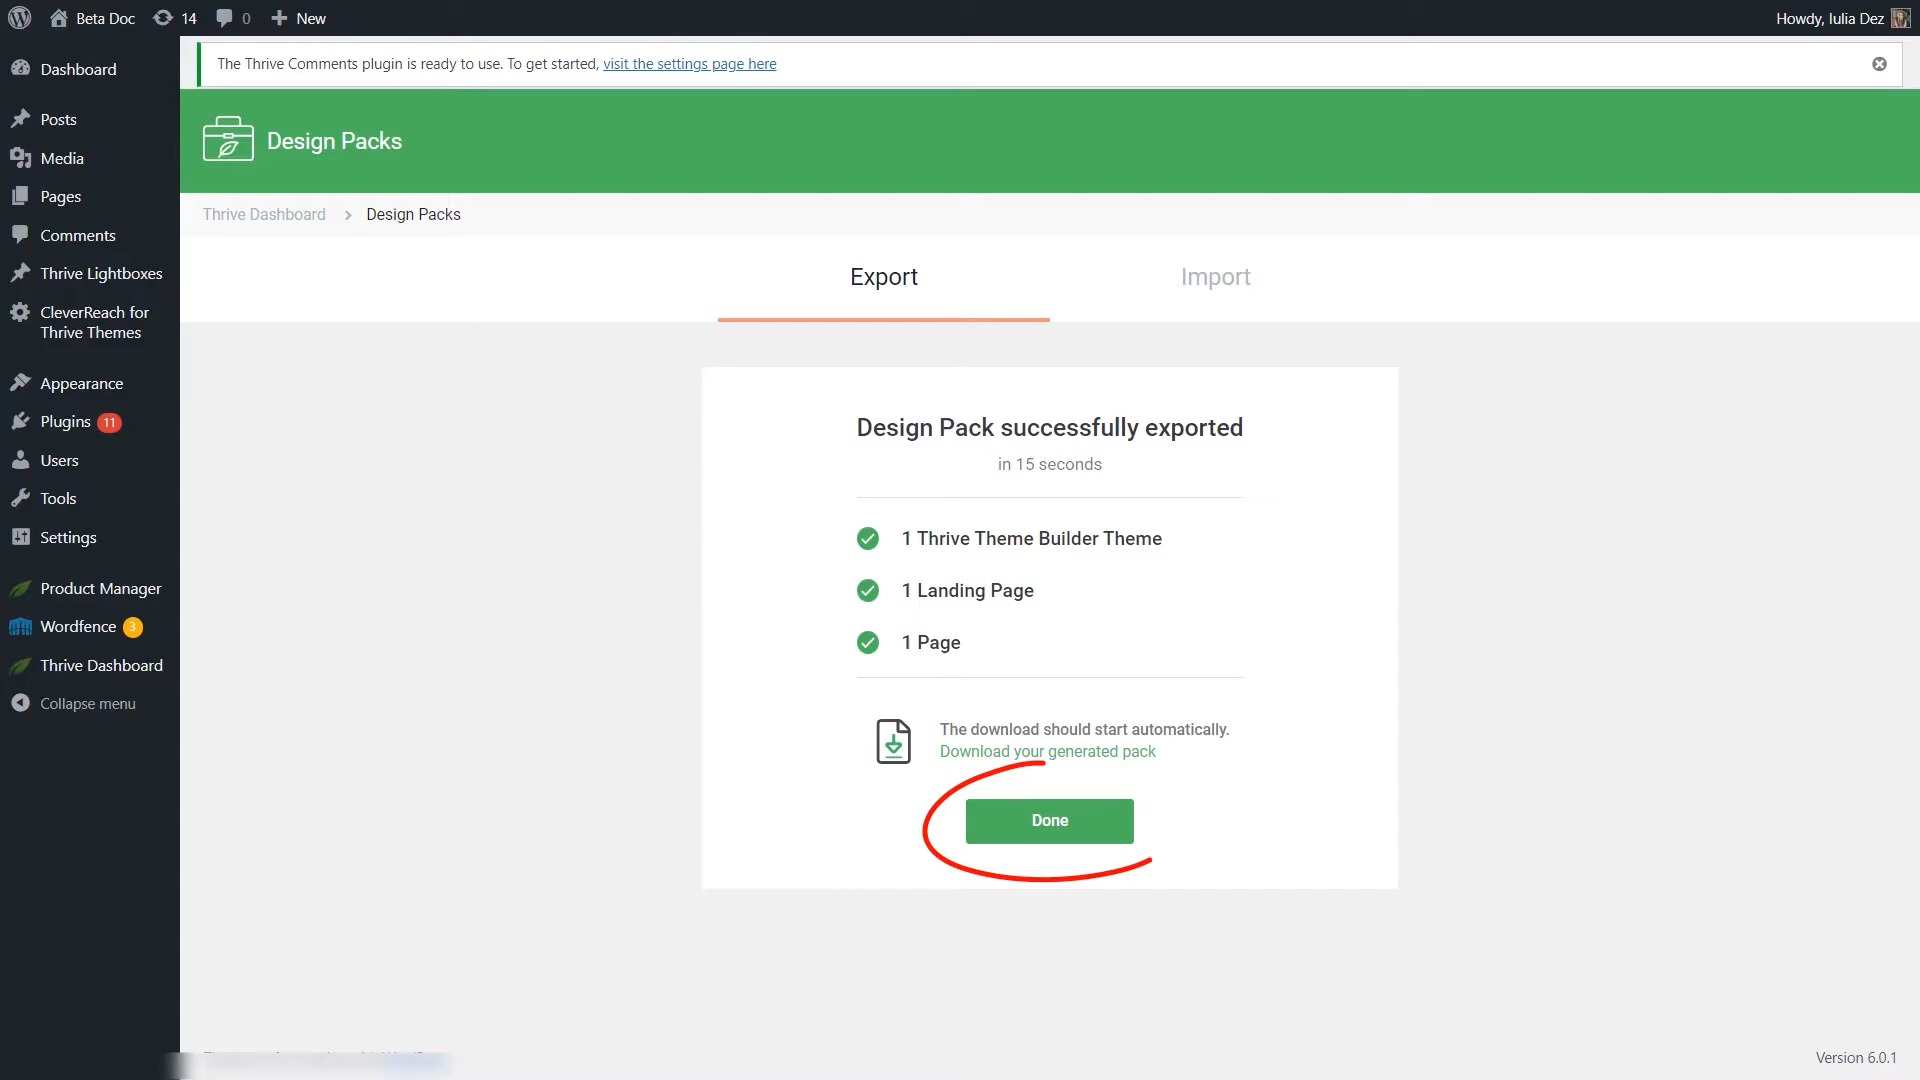 Beta Doc 14 0 New Howdy, Iulia Dez
Dashboard
Posts
Media
Pages
Comments
Thrive Lightboxes
CleverReach for
Thrive Themes
Appearance
Plugins 11
Users
Tools
Settings
Product Manager
Wordfence 3
Thrive Dashboard
Collapse menu
The Thrive Comments plugin is ready to use. To get started, visit the settings page here
Design Packs
Thrive Dashboard > Design Packs
Export Import
Design Pack successfully exported
in 15 seconds
1 Thrive Theme Builder Theme
1 Landing Page
1 Page
The download should start automatically.
Download your generated pack
Done
Version 6.0.1